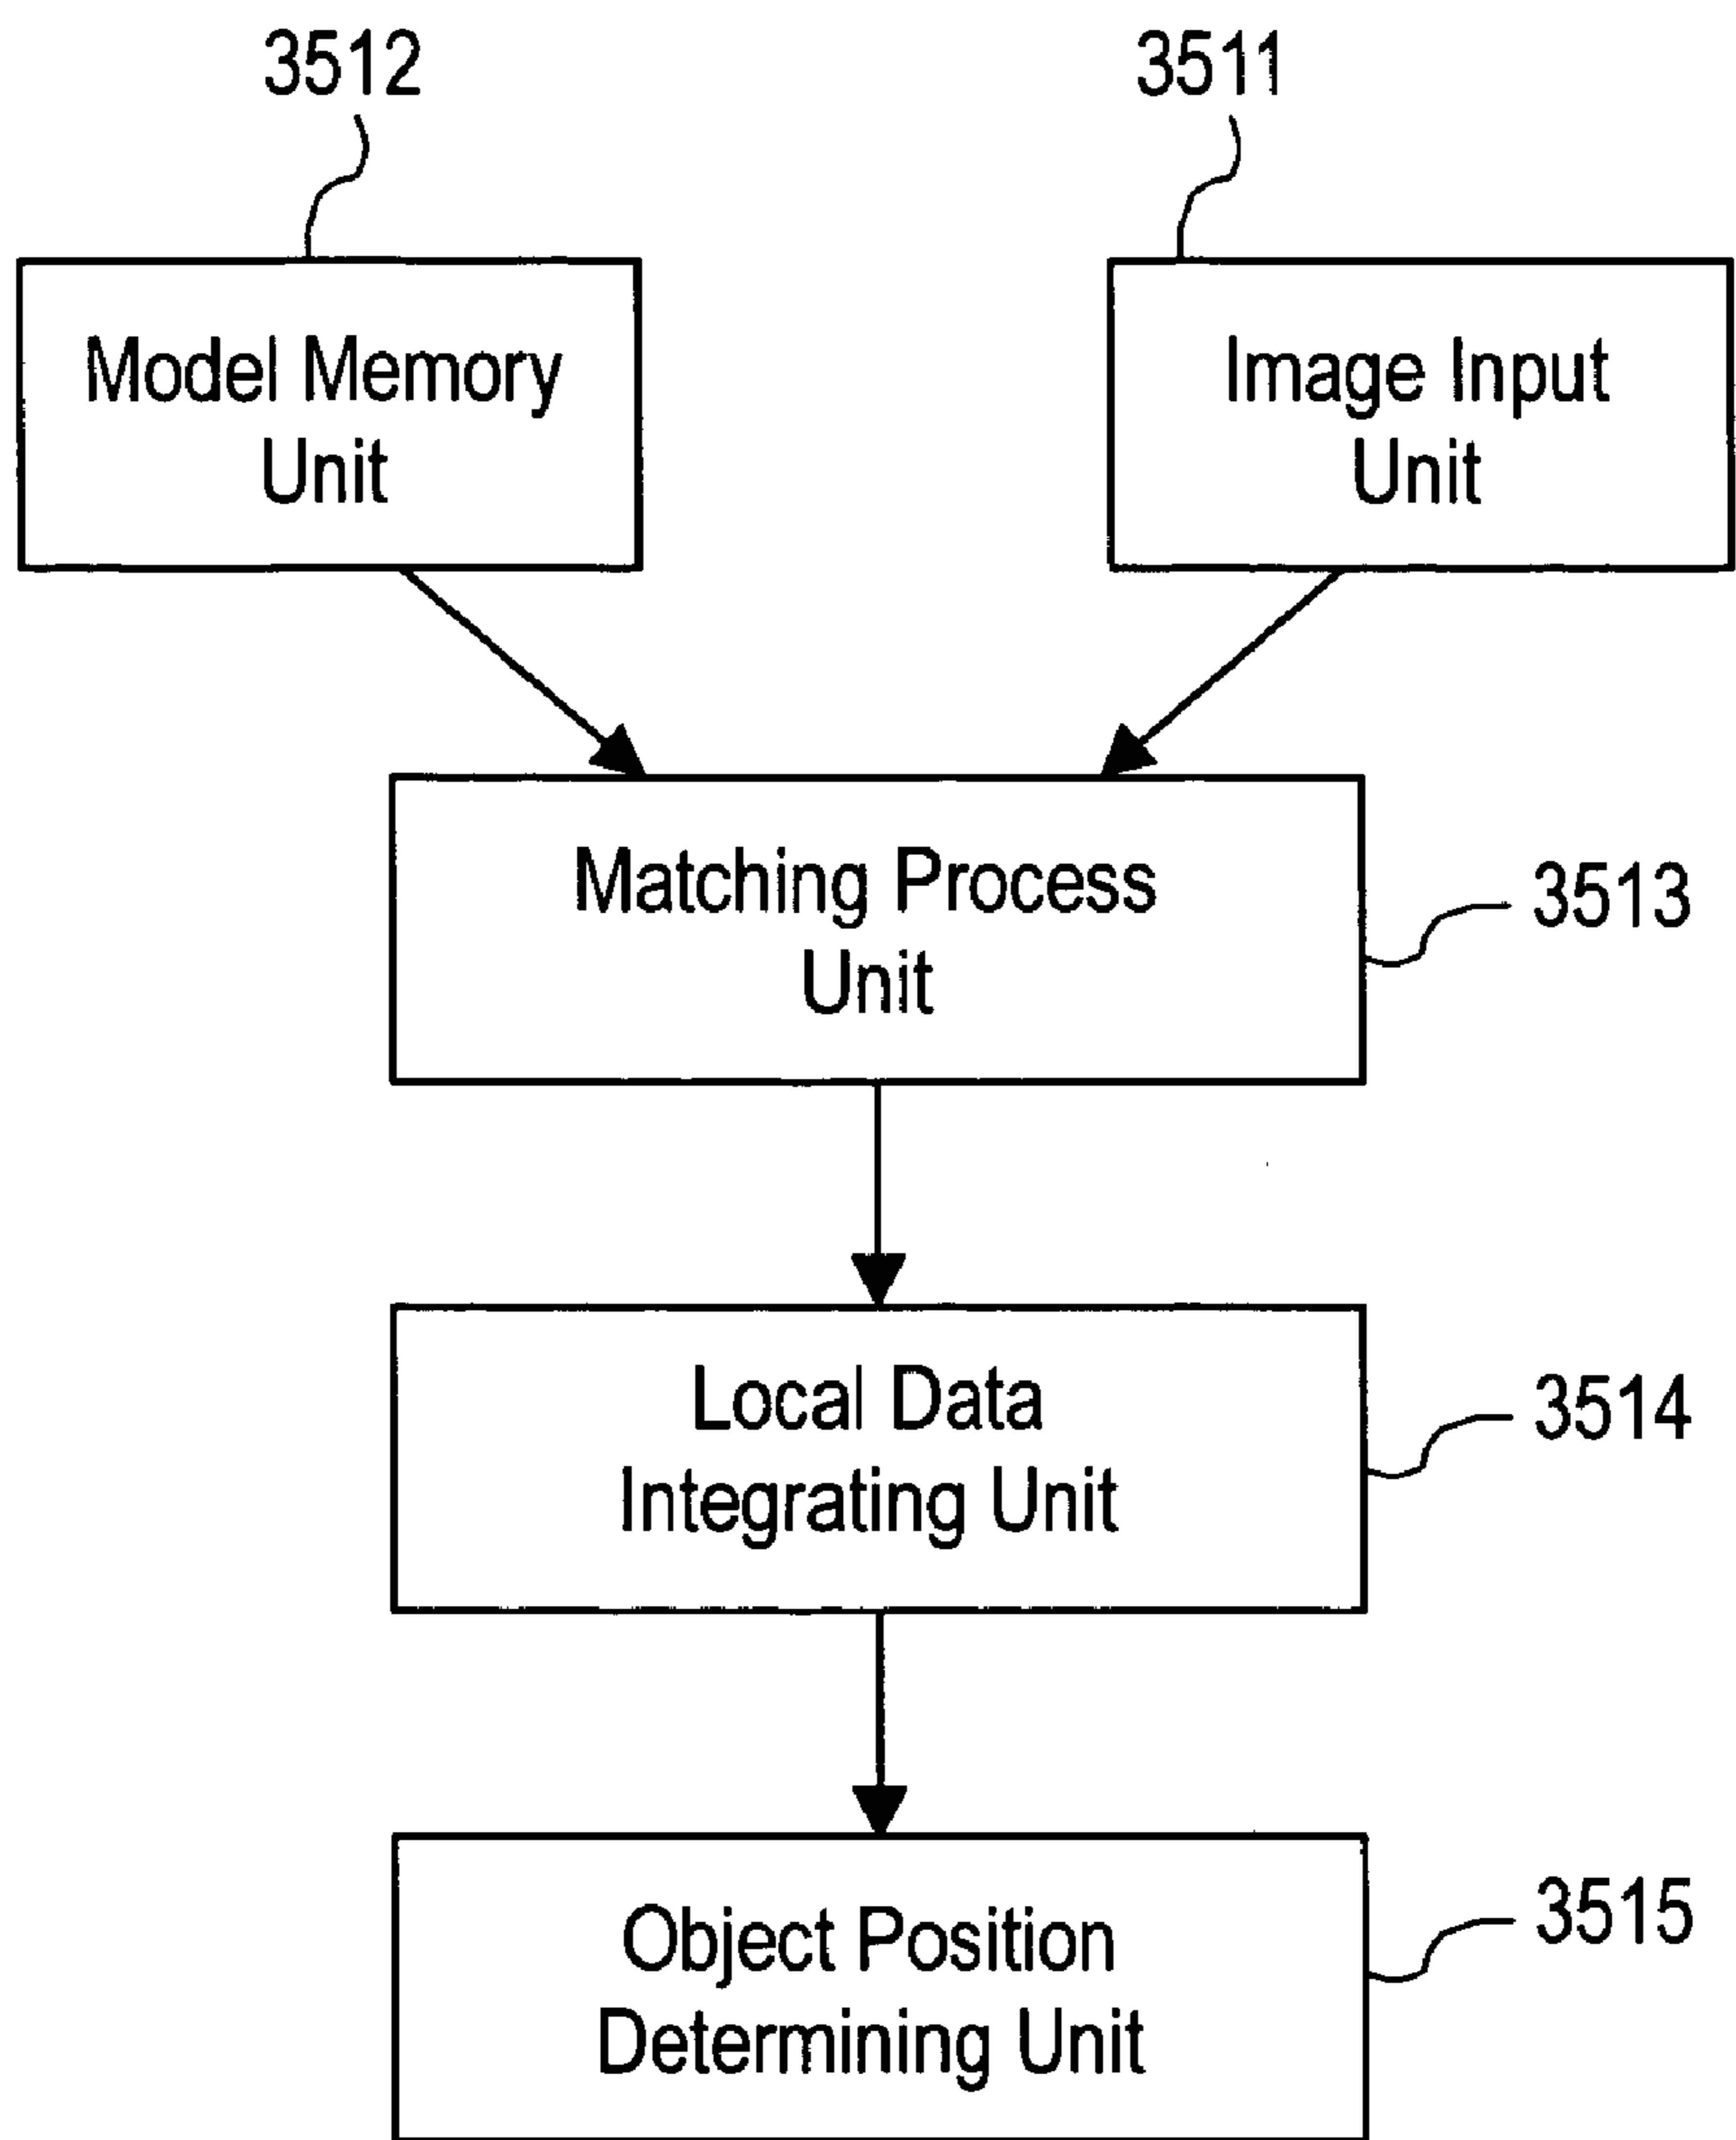 3512
3511
Model Memory
Unit
Image Input
Unit
Matching Process
Unit
3513
Local Data
Integrating Unit
3514
Object Position
Determining Unit
3515